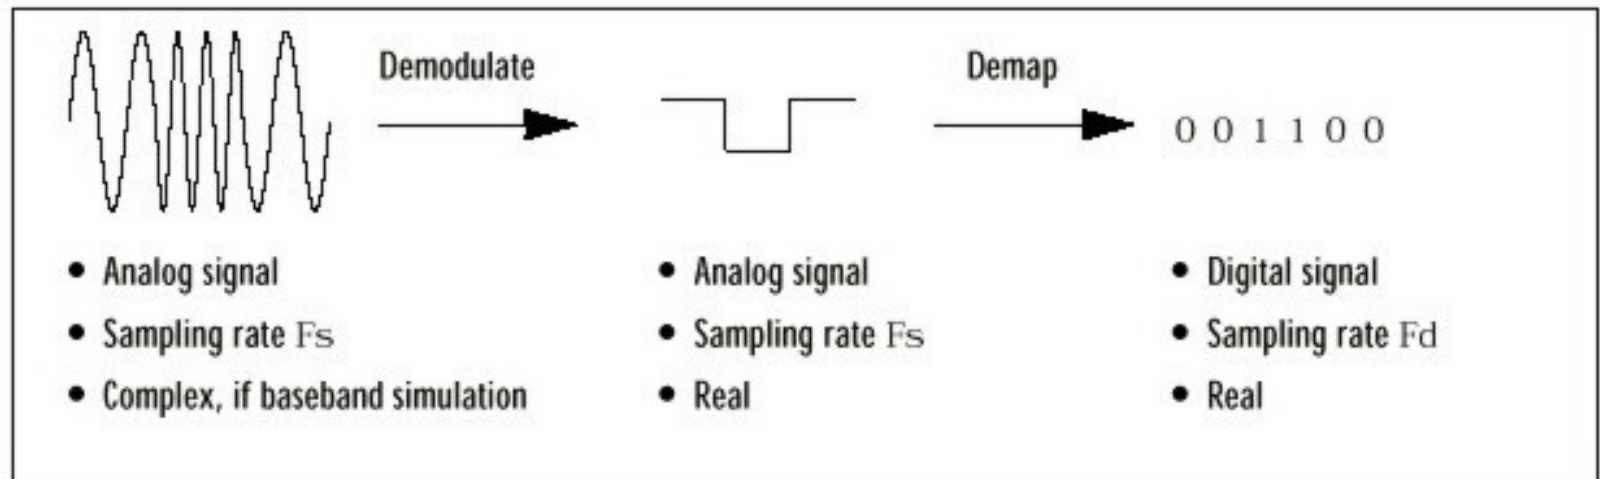 Demodulate
Demap
0 0 1 1 0 0
• Analog signal
• Sampling rate Fs
• Complex, if baseband simulation
• Analog signal
• Sampling rate Fs
• Real
• Digital signal
• Sampling rate Fd
• Real